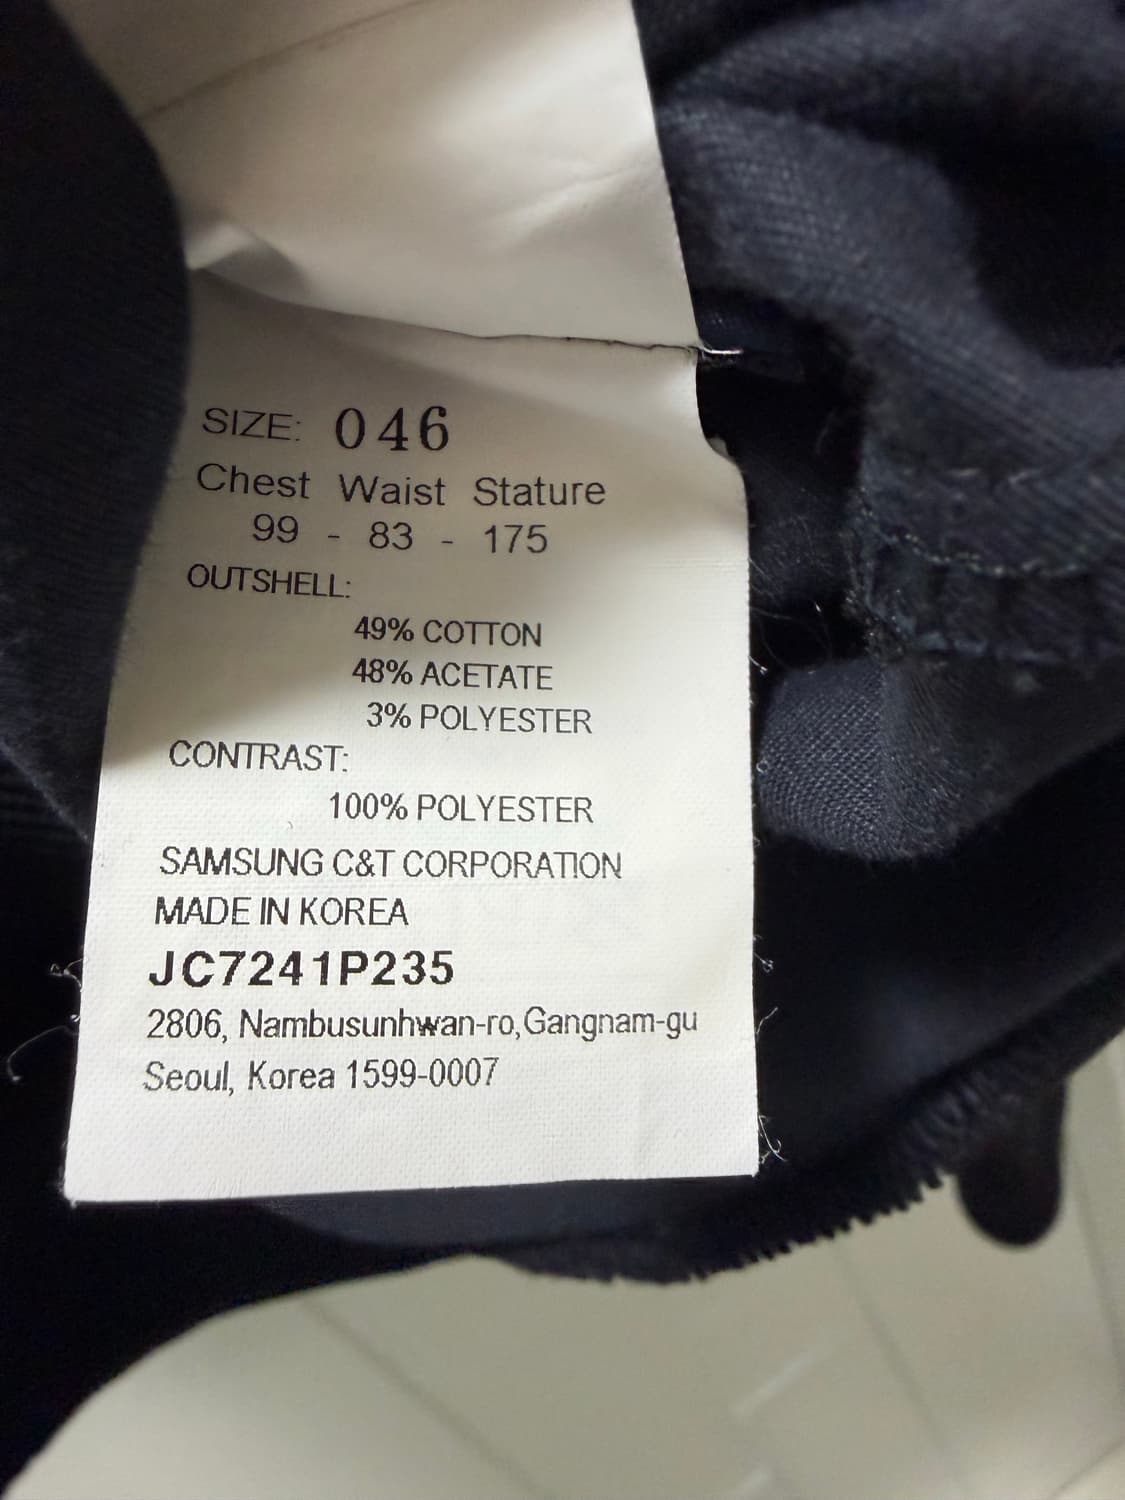 SIZE: 046
Chest Waist Stature
99 - 83 - 175
OUTSHELL:
49% COTTON
48% ACETATE
3% POLYESTER
CONTRAST:
100% POLYESTER
SAMSUNG C&T CORPORATION
MADE IN KOREA
JC7241P235
2806, Nambusunhwan-ro,Gangnam-gu
Seoul, Korea 1599-0007